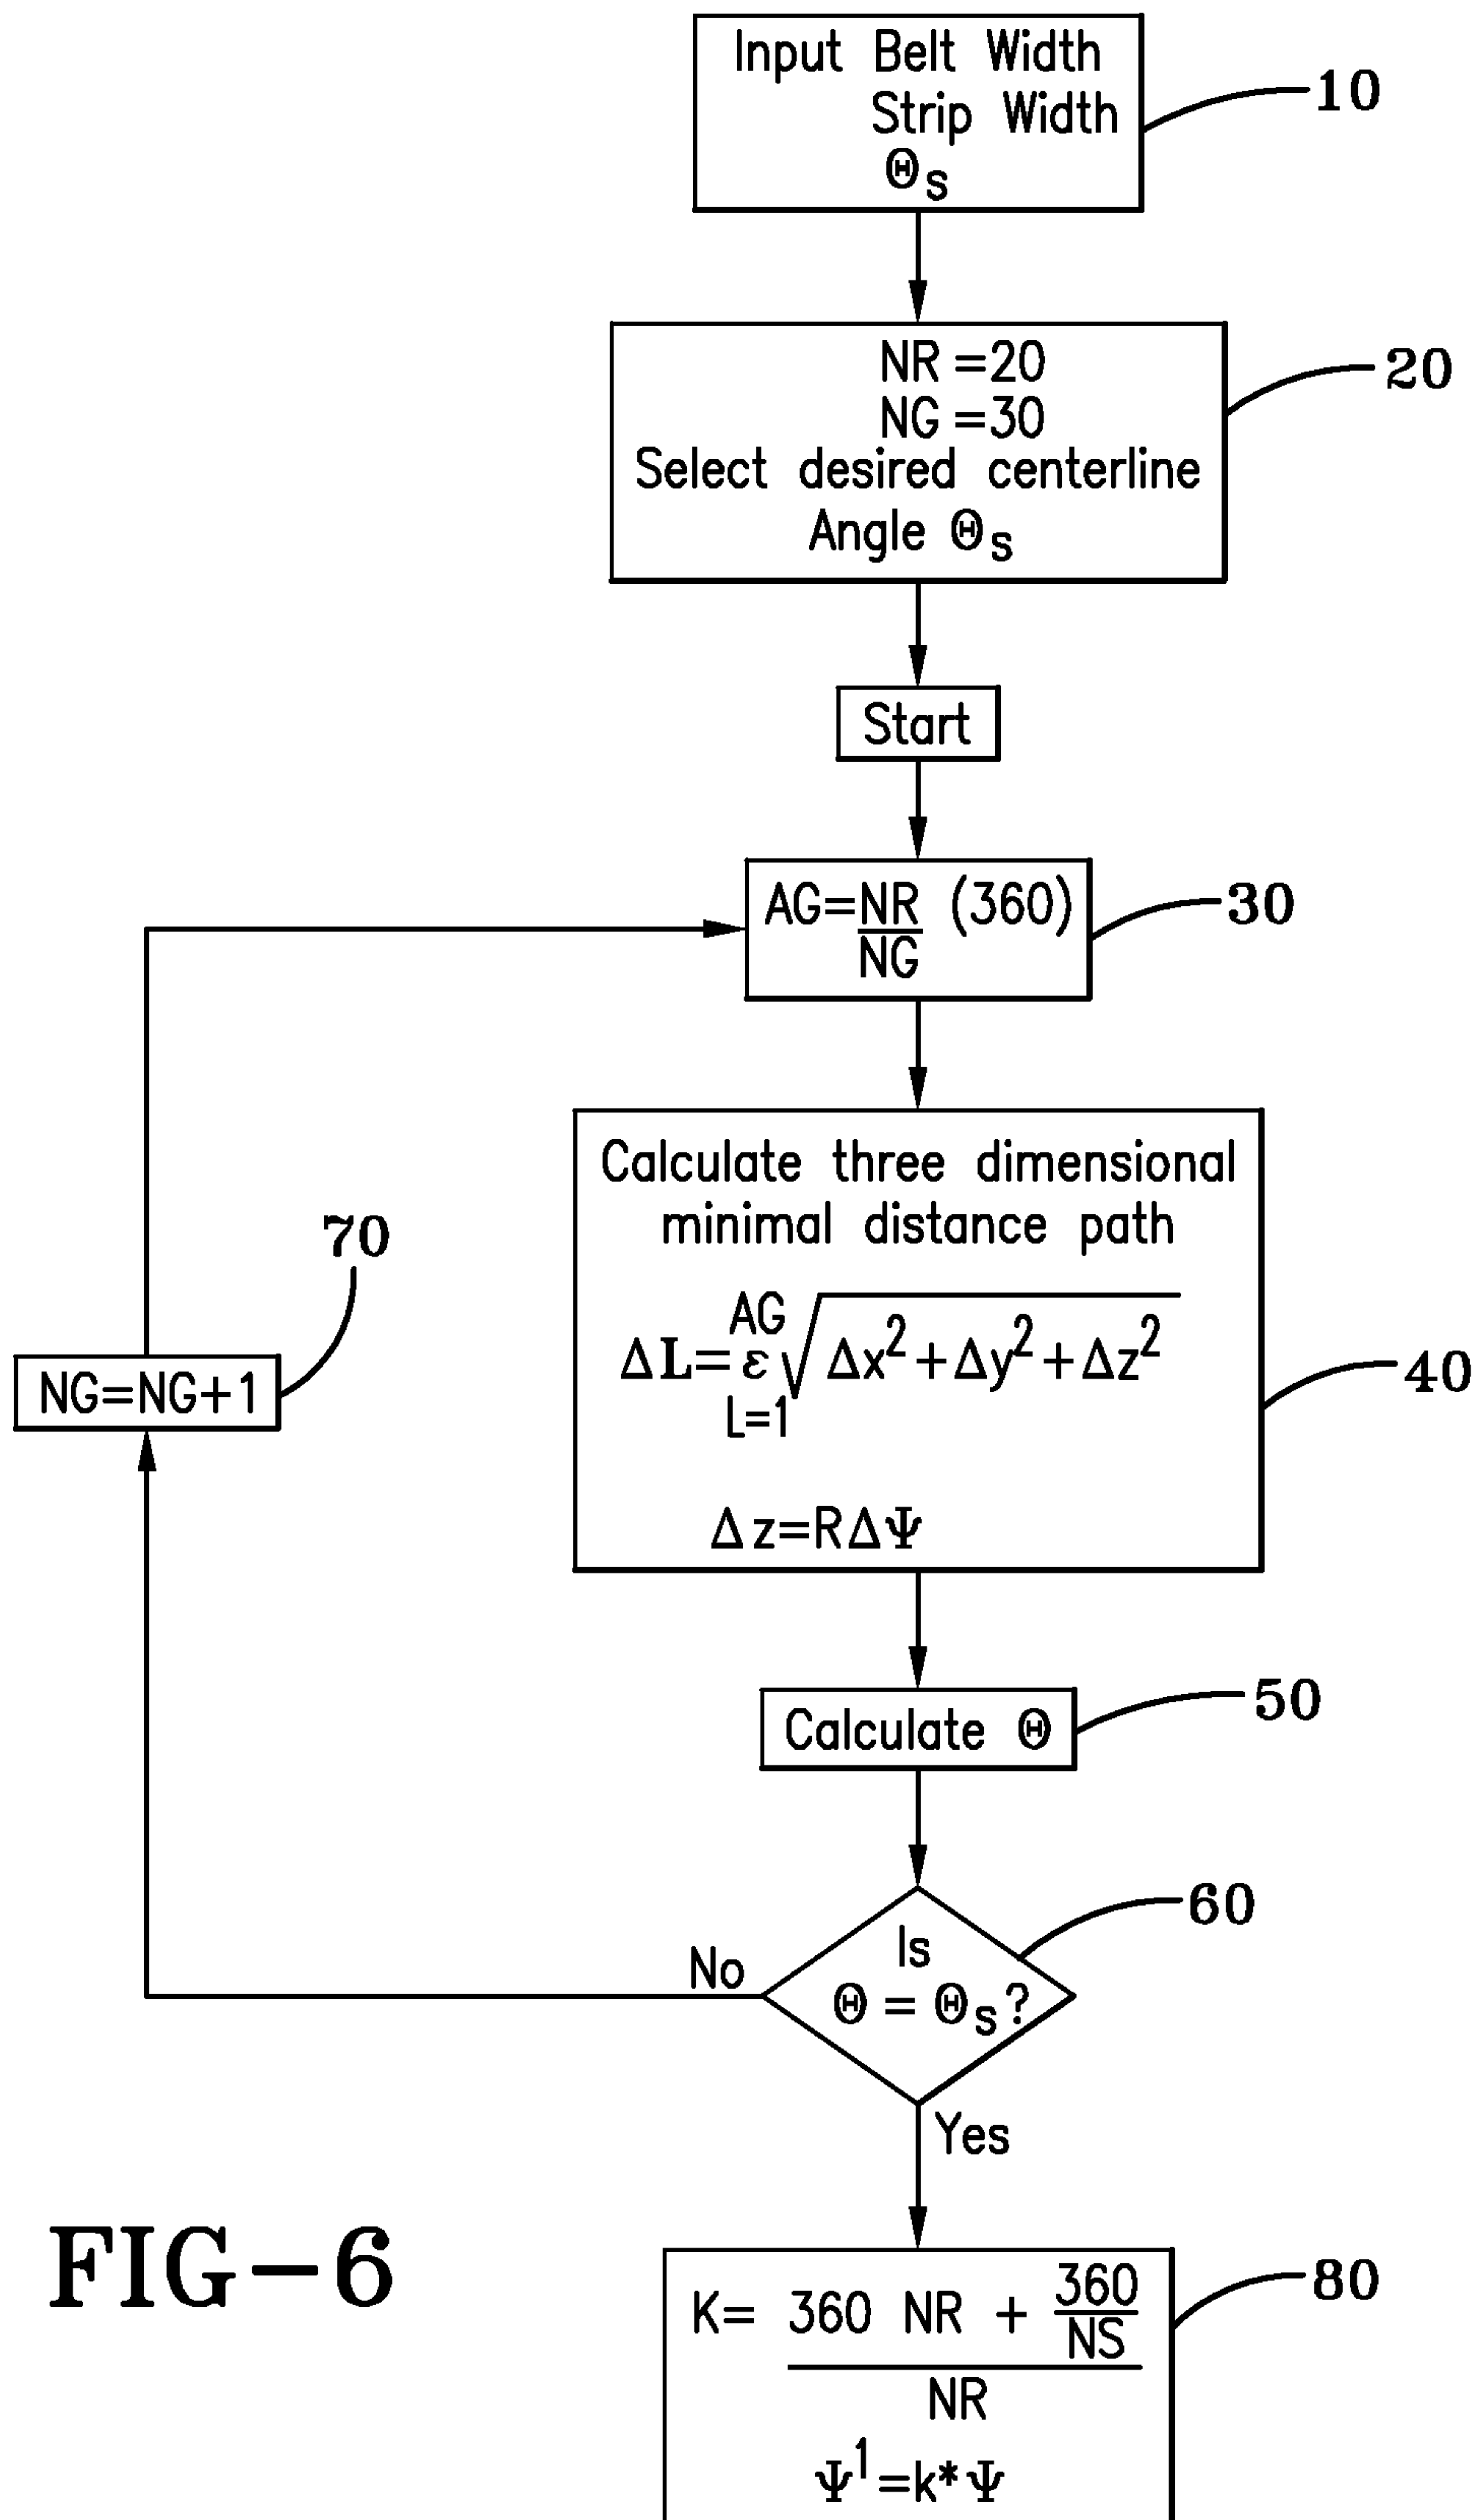 Input Belt Width
Strip Width
Θs
10
NR =20
NG =30
Select desired centerline
Angle Θs
20
Start
AG=NR (360)
NG
30
Calculate three dimensional
minimal distance path
AG
ΔL=ε√Δx²+Δy²+Δz²
L=1
Δz=RΔΨ
40
70
NG=NG+1
Calculate Θ
50
Is
Θ = Θs?
60
No
Yes
FIG-6
K= 360 NR + 360
NS
NR
Ψ¹=k*Ψ
80